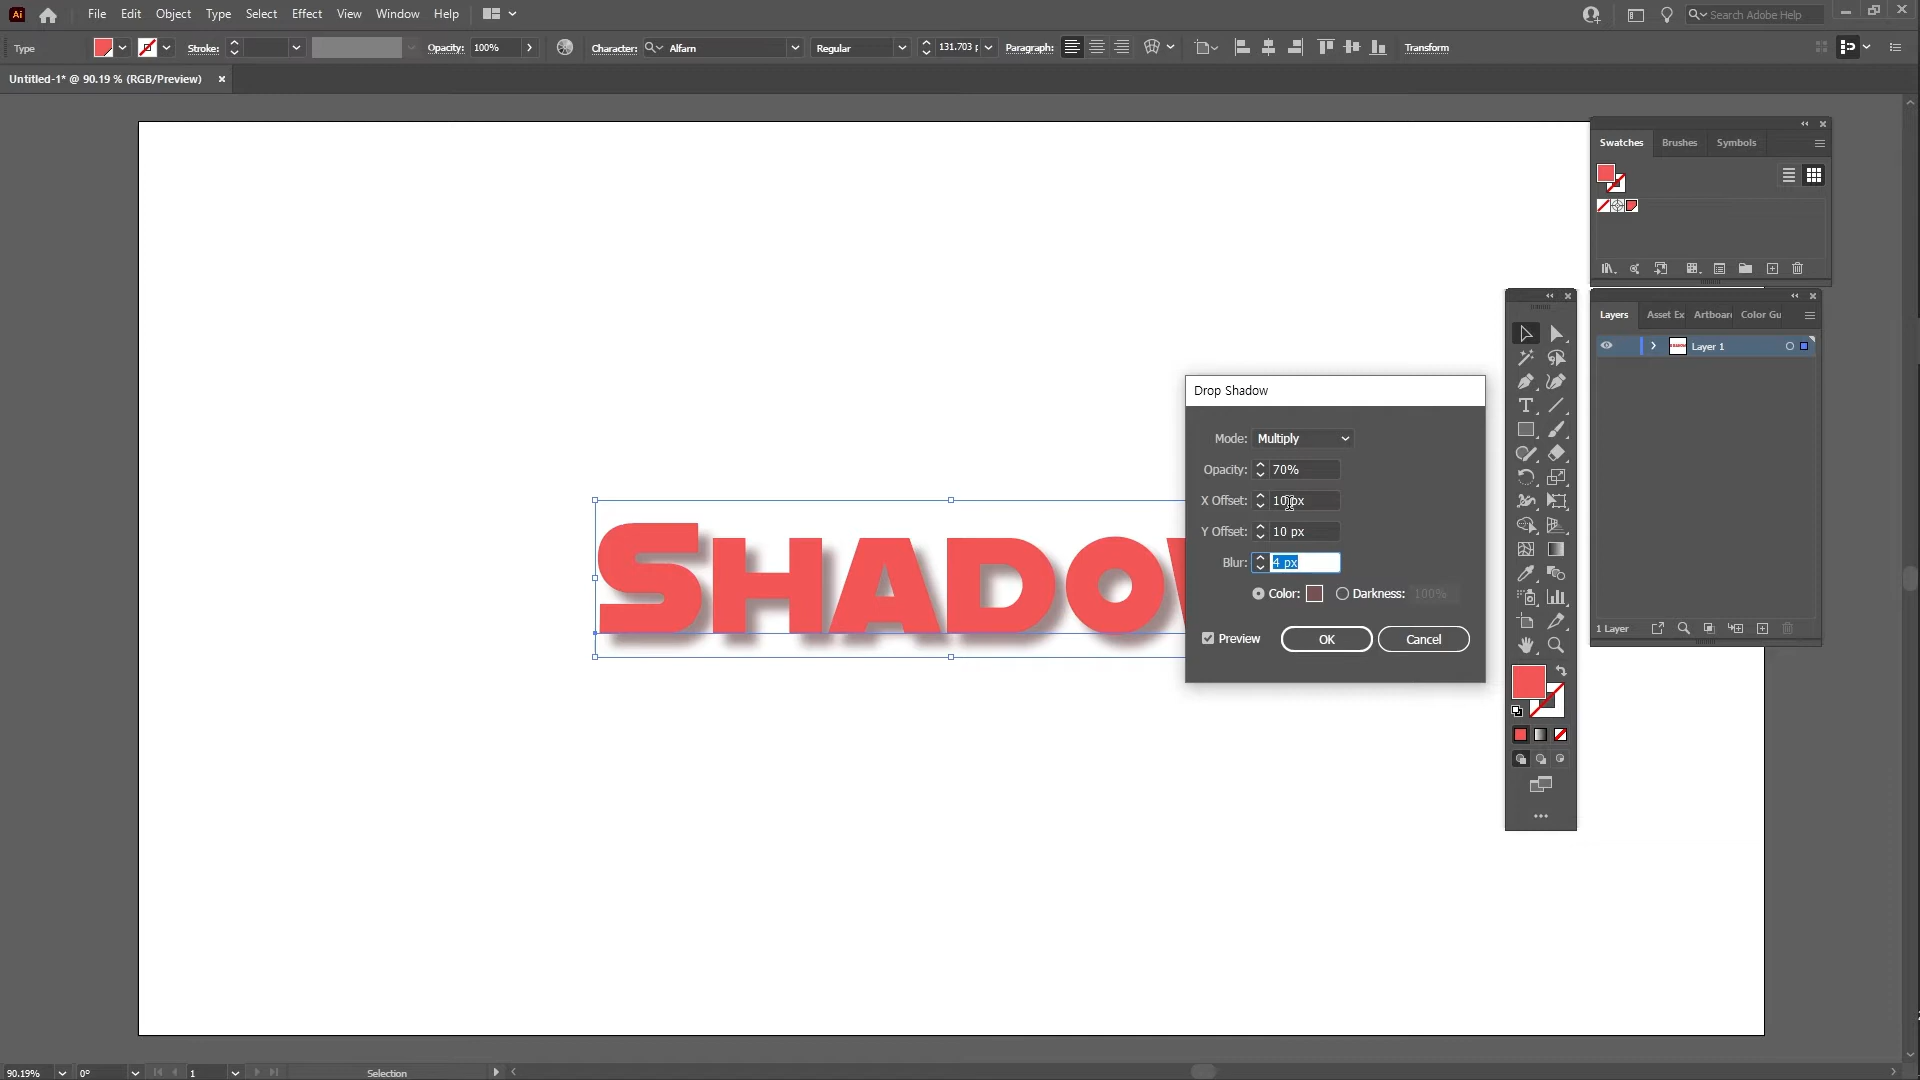 Ai File Edit Object Type Select Effect View Window Help Search Adobe Help
Type Stroke: Opacity: 100% Character: Alfarn Regular 131.703 p Paragraph: Transform
Untitled-1* @ 90.19 % (RGB/Preview)
Swatches Brushes Symbols
Layers Asset Ex Artboard Color Gu
Layer 1
Drop Shadow
Mode: Multiply
Opacity: 70%
X Offset: 10 px
Y Offset: 10 px
Blur: 4 px
Color: Darkness: 100%
Preview OK Cancel
SHADOW
1 Layer
90.19% 0° 1 Selection